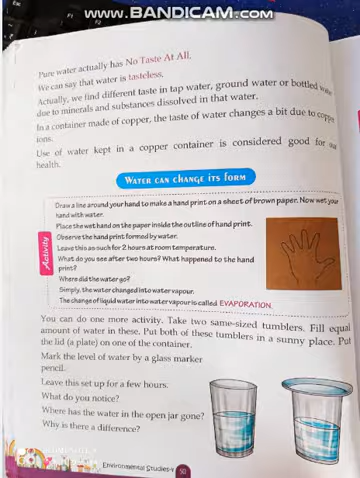 www.BANDICAM.com
Pure water actually has No Taste At All.
We can say that water is tasteless.
Actually, we find different taste in tap water, ground water or bottled water
due to minerals and substances dissolved in that water.
In a container made of copper, the taste of water changes a bit due to copper
ions.
Use of water kept in a copper container is considered good for our
health.
WATER CAN CHANGE ITS FORM
Activity
Draw a line around your hand to make a hand print on a sheet of brown paper. Now wet your
hand with water.
Place the wet hand on the paper inside the outline of hand print.
Observe the hand print formed by water.
Leave this as such for 2 hours at room temperature.
What do you see after two hours? What happened to the hand
print?
Where did the water go?
Simply, the water changed into water vapour.
The change of liquid water into water vapour is called EVAPORATION.
You can do one more activity. Take two same-sized tumblers. Fill equal
amount of water in these. Put both of these tumblers in a sunny place. Put
the lid (a plate) on one of the container.
Mark the level of water by a glass marker
pencil.
Leave this set up for a few hours.
What do you notice?
Where has the water in the open jar gone?
Why is there a difference?
Environmental Studies-4